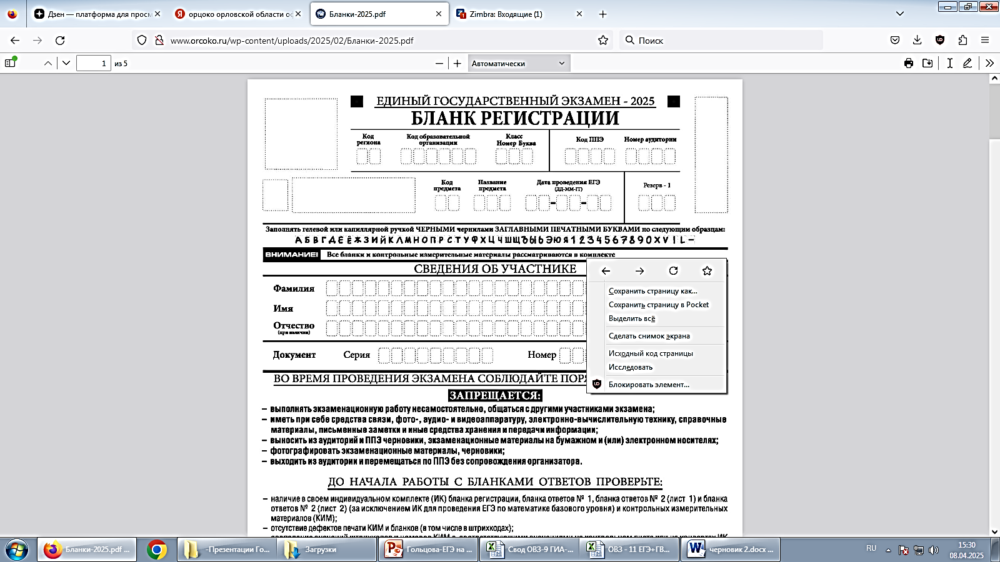 Дзен — платформа для просм
орцоко орловской области оф
Бланки-2025.pdf
Zimbra: Входящие (1)
www.orcoko.ru/wp-content/uploads/2025/02/Бланки-2025.pdf
Поиск
1 из 5
Автоматически
ЕДИНЫЙ ГОСУДАРСТВЕННЫЙ ЭКЗАМЕН - 2025
БЛАНК РЕГИСТРАЦИИ
Код региона
Код образовательной организации
Класс Номер Буква
Код ППЭ
Номер аудитории
Код предмета
Название предмета
Дата проведения ЕГЭ (ДД-ММ-ГГ)
Резерв - 1
Заполнять гелевой или капиллярной ручкой ЧЕРНЫМИ чернилами ЗАГЛАВНЫМИ ПЕЧАТНЫМИ БУКВАМИ по следующим образцам:
А Б В Г Д Е Ё Ж З И Й К Л М Н О П Р С Т У Ф Х Ц Ч Ш Щ Ъ Ы Ь Э Ю Я 1 2 3 4 5 6 7 8 9 0 X V I L -
ВНИМАНИЕ! Все бланки и контрольные измерительные материалы рассматриваются в комплекте
СВЕДЕНИЯ ОБ УЧАСТНИКЕ
Фамилия
Имя
Отчество
(при наличии)
Документ Серия Номер
ВО ВРЕМЯ ПРОВЕДЕНИЯ ЭКЗАМЕНА СОБЛЮДАЙТЕ ПОР
ЗАПРЕЩАЕТСЯ:
– выполнять экзаменационную работу несамостоятельно, общаться с другими участниками экзамена;
– иметь при себе средства связи, фото-, аудио- и видеоаппаратуру, электронно-вычислительную технику, справочные
материалы, письменные заметки и иные средства хранения и передачи информации;
– выносить из аудиторий и ППЭ черновики, экзаменационные материалы на бумажном и (или) электронном носителях;
– фотографировать экзаменационные материалы, черновики;
– выходить из аудитории и перемещаться по ППЭ без сопровождения организатора.
ДО НАЧАЛА РАБОТЫ С БЛАНКАМИ ОТВЕТОВ ПРОВЕРЬТЕ:
– наличие в своем индивидуальном комплекте (ИК) бланка регистрации, бланка ответов № 1, бланка ответов № 2 (лист 1) и бланка
ответов № 2 (лист 2) (за исключением ИК для проведения ЕГЭ по математике базового уровня) и контрольных измерительных
материалов (КИМ);
– отсутствие дефектов печати КИМ и бланков (в том числе в штрихкодах);
Сохранить страницу как...
Сохранить страницу в Pocket
Выделить всё
Сделать снимок экрана
Исходный код страницы
Исследовать
Блокировать элемент...
Бланки-2025.pdf ...
-Презентации Го...
Загрузки
Гольцова-ЕГЭ на ...
Свод ОВЗ-9 ГИА-...
ОВЗ - 11 ЕГЭ+ГВ...
черновик 2.docx ...
RU
15:30
08.04.2025